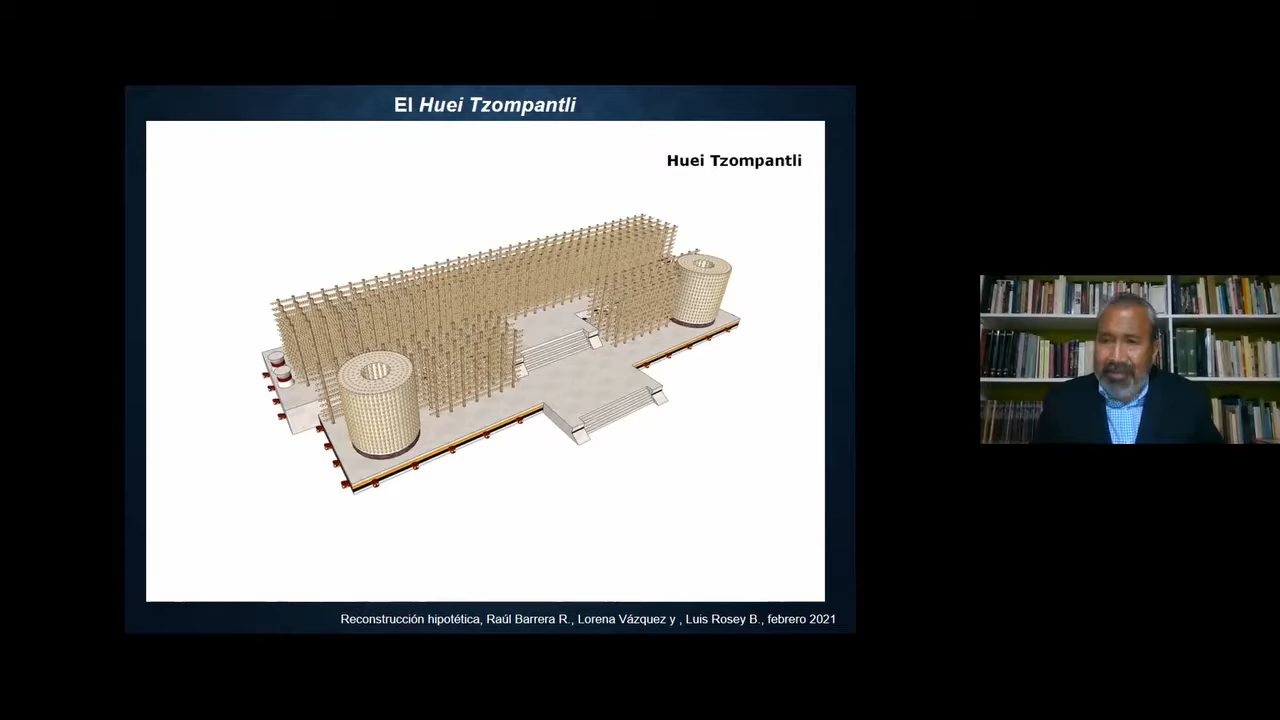 El Huei Tzompantli
Huei Tzompantli
Reconstrucción hipotética, Raúl Barrera R., Lorena Vázquez y , Luis Rosey B., febrero 2021